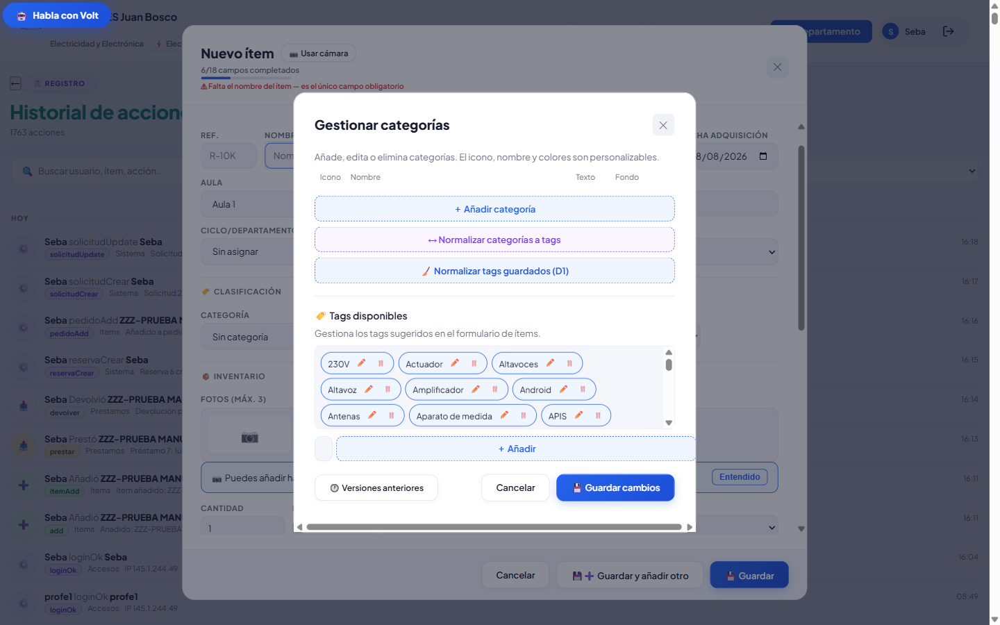 Habla con Volt
ES Juan Bosco
Electricidad y Electrónica
Elec
epartamento
S
Seba
REGISTRO
Historial de accion
1763 acciones
Buscar usuario, ítem, acción...
HOY
Seba solicitudUpdate Seba
solicitudUpdate Sistema Solicitud
16:18
Seba solicitudCrear Seba
solicitudCrear Sistema Solicitud 2
16:17
Seba pedidoAdd ZZZ-PRUEBA M
pedidoAdd Items Añadido a pedid
16:16
Seba reservaCrear Seba
reservaCrear Sistema Reserva 6 c
16:15
Seba Devolvió ZZZ-PRUEBA MA
devolver Prestamos Devolución p
16:14
Seba Prestó ZZZ-PRUEBA MANU
prestar Prestamos Préstamo 7: 1u
16:13
Seba Añadió ZZZ-PRUEBA MANI
itemAdd Items Item añadido: ZZZ
16:11
Seba Añadió ZZZ-PRUEBA MANI
add Items Anadido: ZZZ-PRUEBA
16:11
Seba loginOk Seba
loginOk Accesos IP 145.1.244.49
16:04
profe1 loginOk profe1
loginOk Accesos IP 145.1.244.49
08:49
Nuevo ítem
Usar cámara
6/18 campos completados
Falta el nombre del ítem — es el único campo obligatorio
REF.
NOMBR
HA ADQUISICIÓN
R-10K
Nom
8/08/2026
AULA
Aula 1
CICLO/DEPARTAMENTO
Sin asignar
CLASIFICACIÓN
CATEGORÍA
Sin categoría
INVENTARIO
FOTOS (MÁX. 3)
Puedes añadir ha
Entendido
CANTIDAD
1
Cancelar
Guardar y añadir otro
Guardar
Gestionar categorías
Añade, edita o elimina categorías. El icono, nombre y colores son personalizables.
Icono Nombre Texto Fondo
+ Añadir categoría
↔ Normalizar categorías a tags
Normalizar tags guardados (D1)
Tags disponibles
Gestiona los tags sugeridos en el formulario de ítems.
230V Actuador Altavoces
Altavoz Amplificador Android
Antenas Aparato de medida APIS
+ Añadir
Versiones anteriores
Cancelar
Guardar cambios